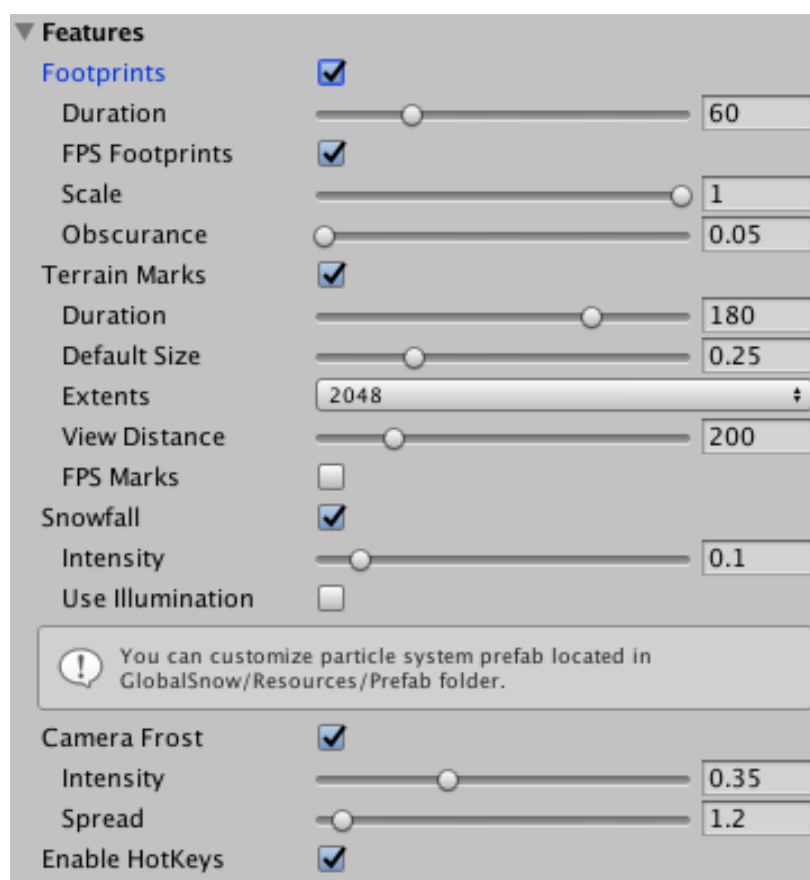 Features
Footprints
Duration 60
FPS Footprints
Scale 1
Obscurance 0.05
Terrain Marks
Duration 180
Default Size 0.25
Extents 2048
View Distance 200
FPS Marks
Snowfall
Intensity 0.1
Use Illumination
You can customize particle system prefab located in
GlobalSnow/Resources/Prefab folder.
Camera Frost
Intensity 0.35
Spread 1.2
Enable HotKeys